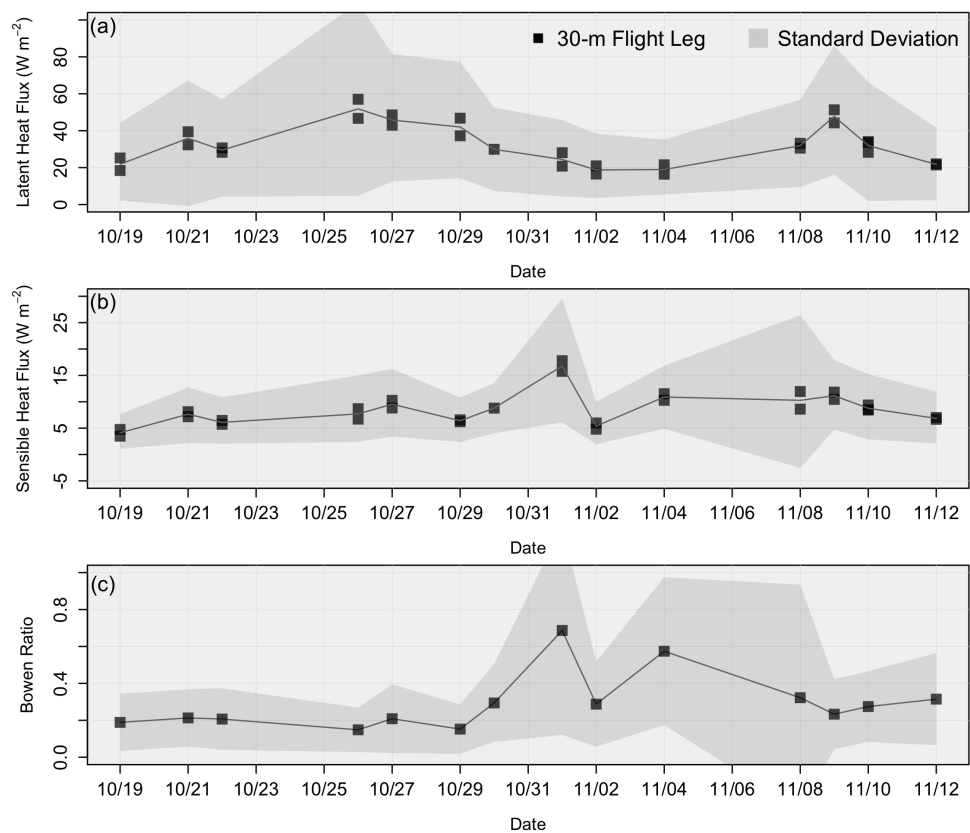 (a)
30-m Flight Leg
Standard Deviation
Latent Heat Flux (W m⁻²)
80
60
40
20
0
10/19 10/21 10/23 10/25 10/27 10/29 10/31 11/02 11/04 11/06 11/08 11/10 11/12
Date
(b)
Sensible Heat Flux (W m⁻²)
25
15
5
-5
10/19 10/21 10/23 10/25 10/27 10/29 10/31 11/02 11/04 11/06 11/08 11/10 11/12
Date
(c)
Bowen Ratio
0.8
0.4
0.0
10/19 10/21 10/23 10/25 10/27 10/29 10/31 11/02 11/04 11/06 11/08 11/10 11/12
Date